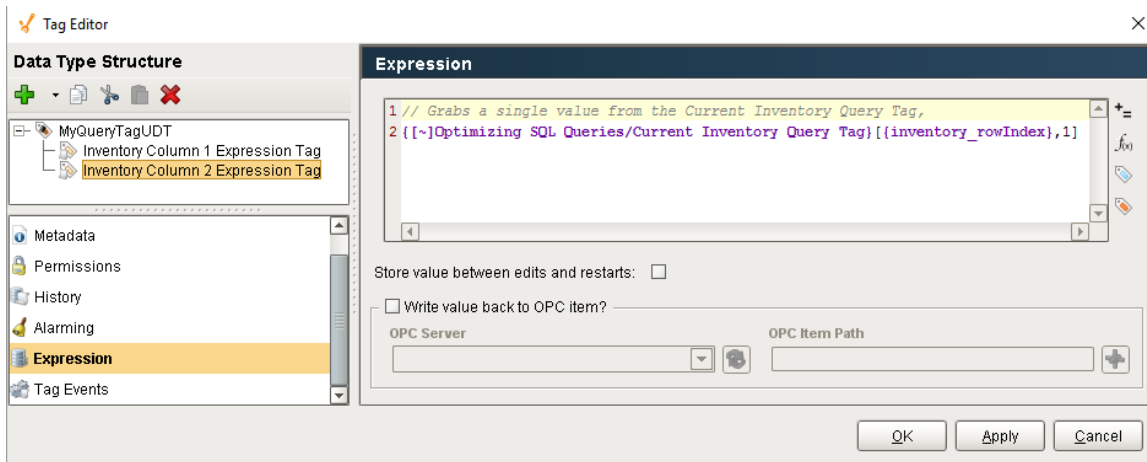 Tag Editor
Data Type Structure
MyQueryTagUDT
Inventory Column 1 Expression Tag
Inventory Column 2 Expression Tag
Metadata
Permissions
History
Alarming
Expression
Tag Events
Expression
1 // Grabs a single value from the Current Inventory Query Tag,
2 {[~]Optimizing SQL Queries/Current Inventory Query Tag}[{inventory_rowIndex},1]
f(x)
Store value between edits and restarts:
Write value back to OPC item?
OPC Server
OPC Item Path
OK
Apply
Cancel